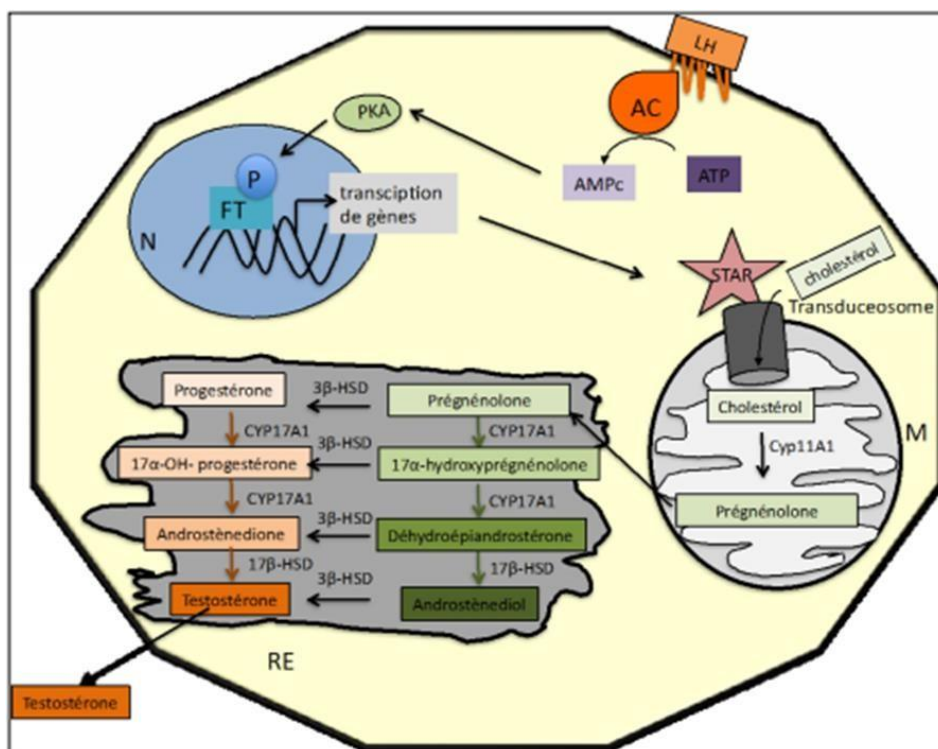 LH
AC
PKA
AMPc
ATP
P
FT
transciption
de gènes
N
STAR
cholestérol
Transduceosome
Cholestérol
M
Cyp11A1
Prégnénolone
Progestérone
3β-HSD
Prégnénolone
CYP17A1
CYP17A1
17α-OH- progestérone
3β-HSD
17α-hydroxyprégnénolone
CYP17A1
CYP17A1
Androstènedione
3β-HSD
Déhydroépiandrostérone
17β-HSD
17β-HSD
Testostérone
3β-HSD
Androstènediol
RE
Testostérone